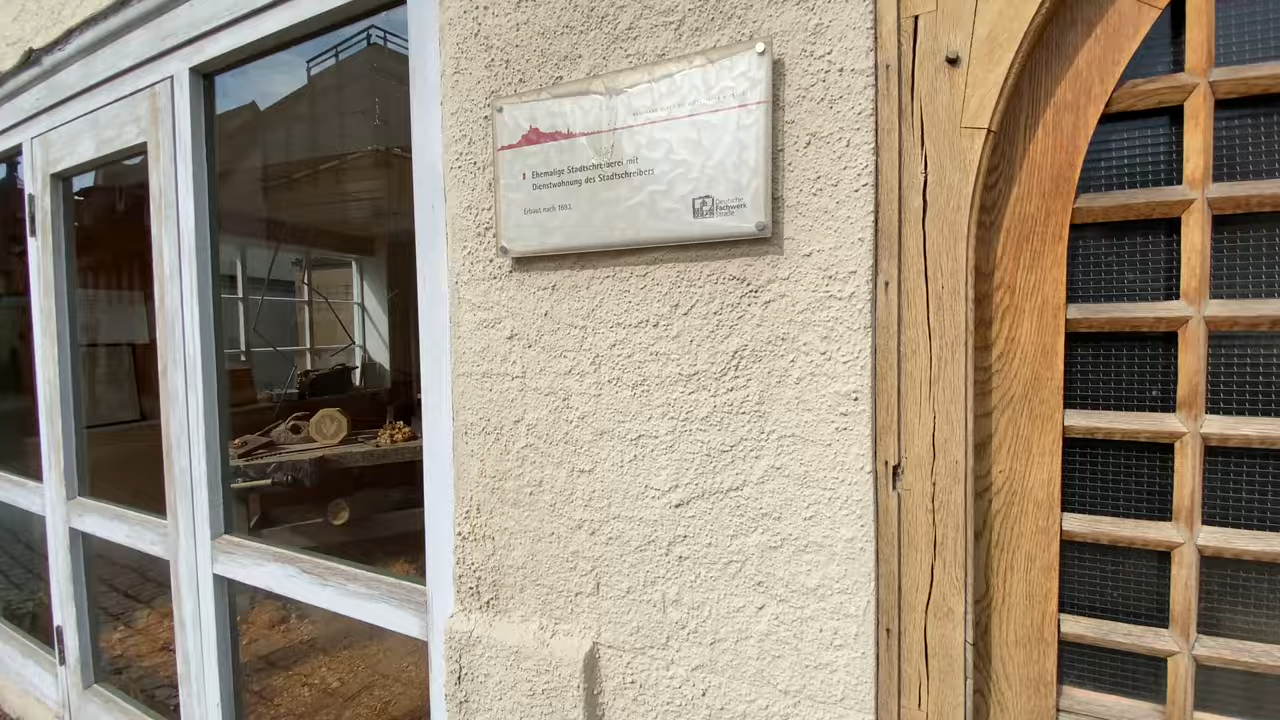 Ehemalige Stadtschreiberei mit
Dienstwohnung des Stadtschreibers
Erbaut nach 1693.
Deutsche
Fachwerk
Straße